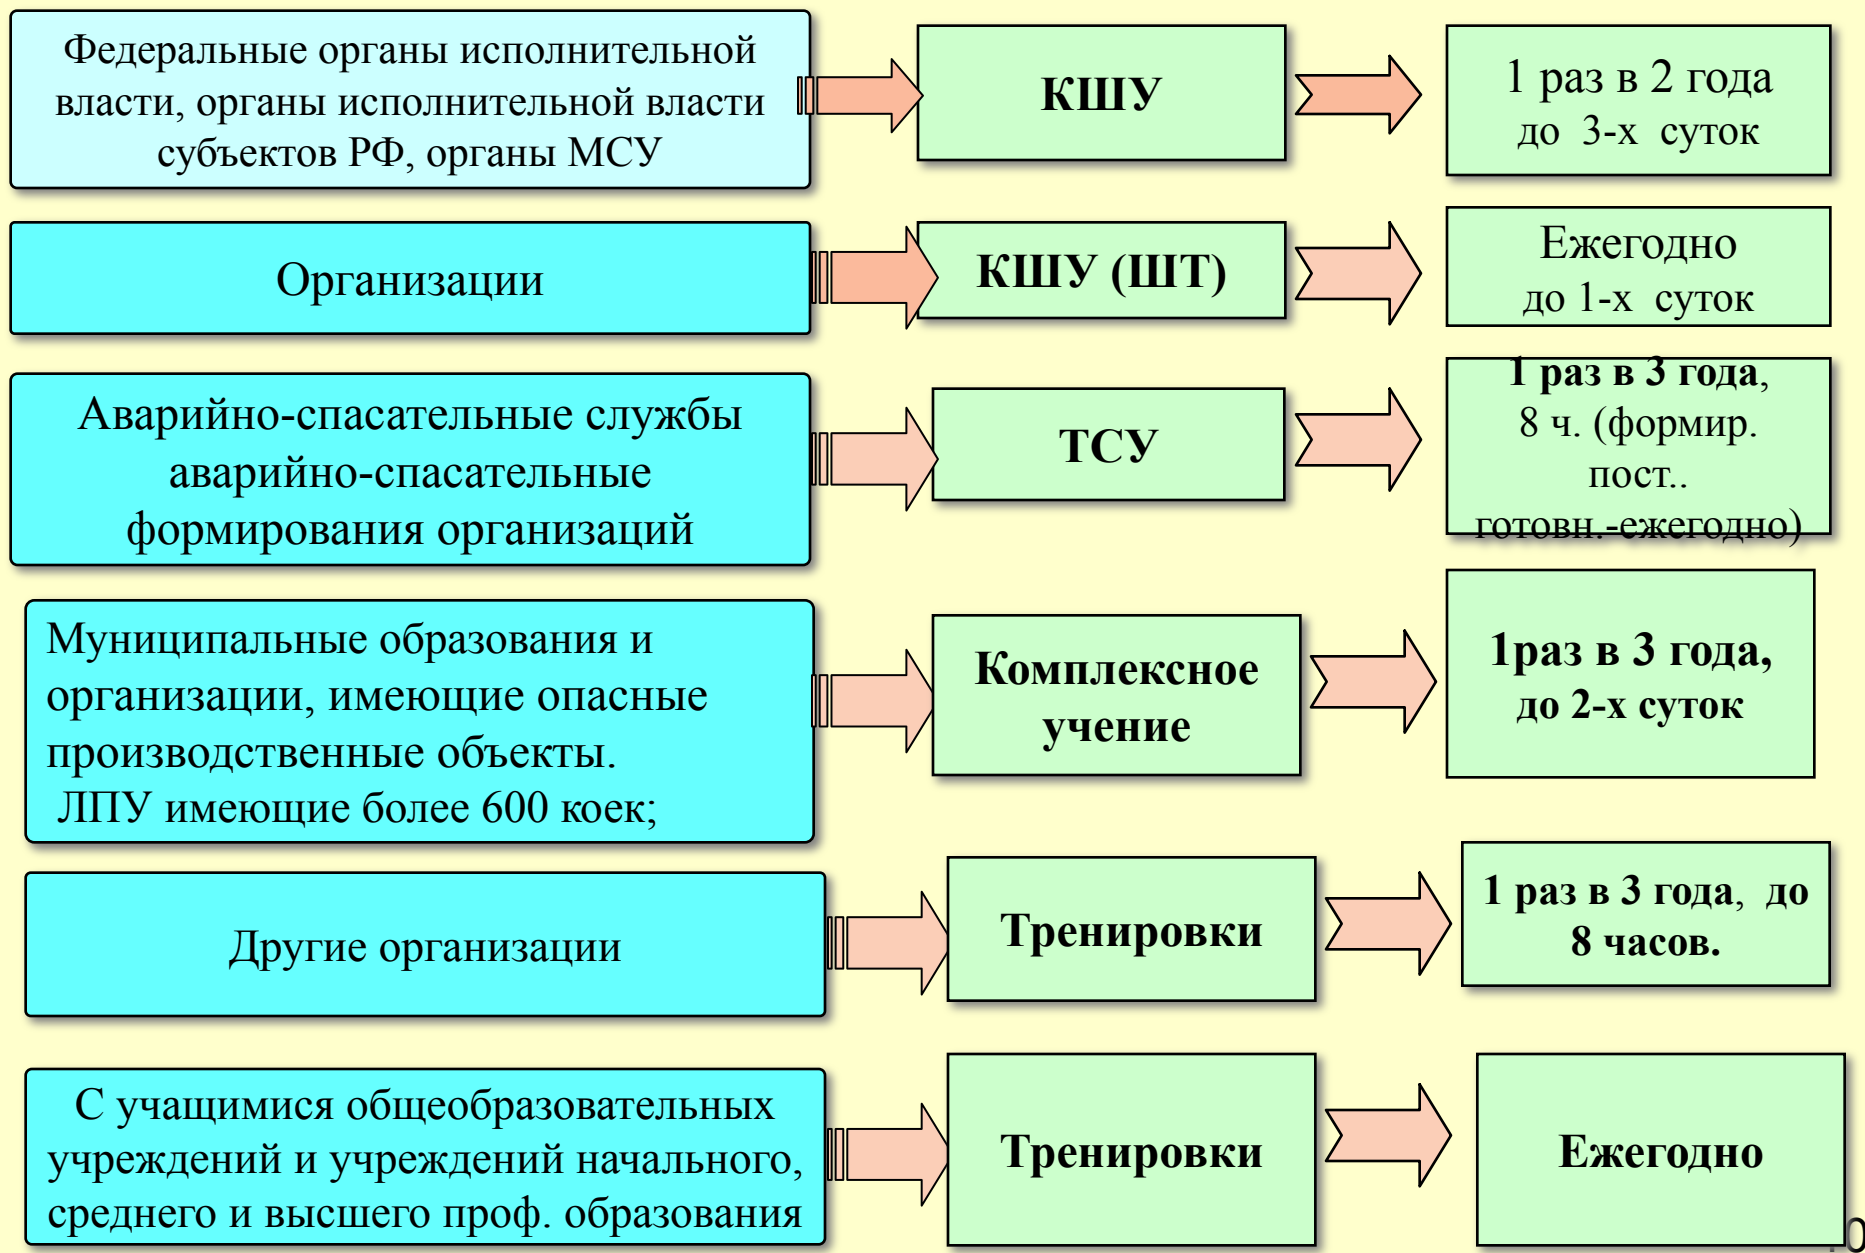 Федеральные органы исполнительной
власти, органы исполнительной власти
субъектов РФ, органы МСУ
КШУ
1 раз в 2 года
до 3-х суток
Организации
КШУ (ШТ)
Ежегодно
до 1-х суток
Аварийно-спасательные службы
аварийно-спасательные
формирования организаций
ТСУ
1 раз в 3 года,
8 ч. (формир.
пост..
готовн.-ежегодно)
Муниципальные образования и
организации, имеющие опасные
производственные объекты.
ЛПУ имеющие более 600 коек;
Комплексное
учение
1раз в 3 года,
до 2-х суток
Другие организации
Тренировки
1 раз в 3 года, до
8 часов.
С учащимися общеобразовательных
учреждений и учреждений начального,
среднего и высшего проф. образования
Тренировки
Ежегодно